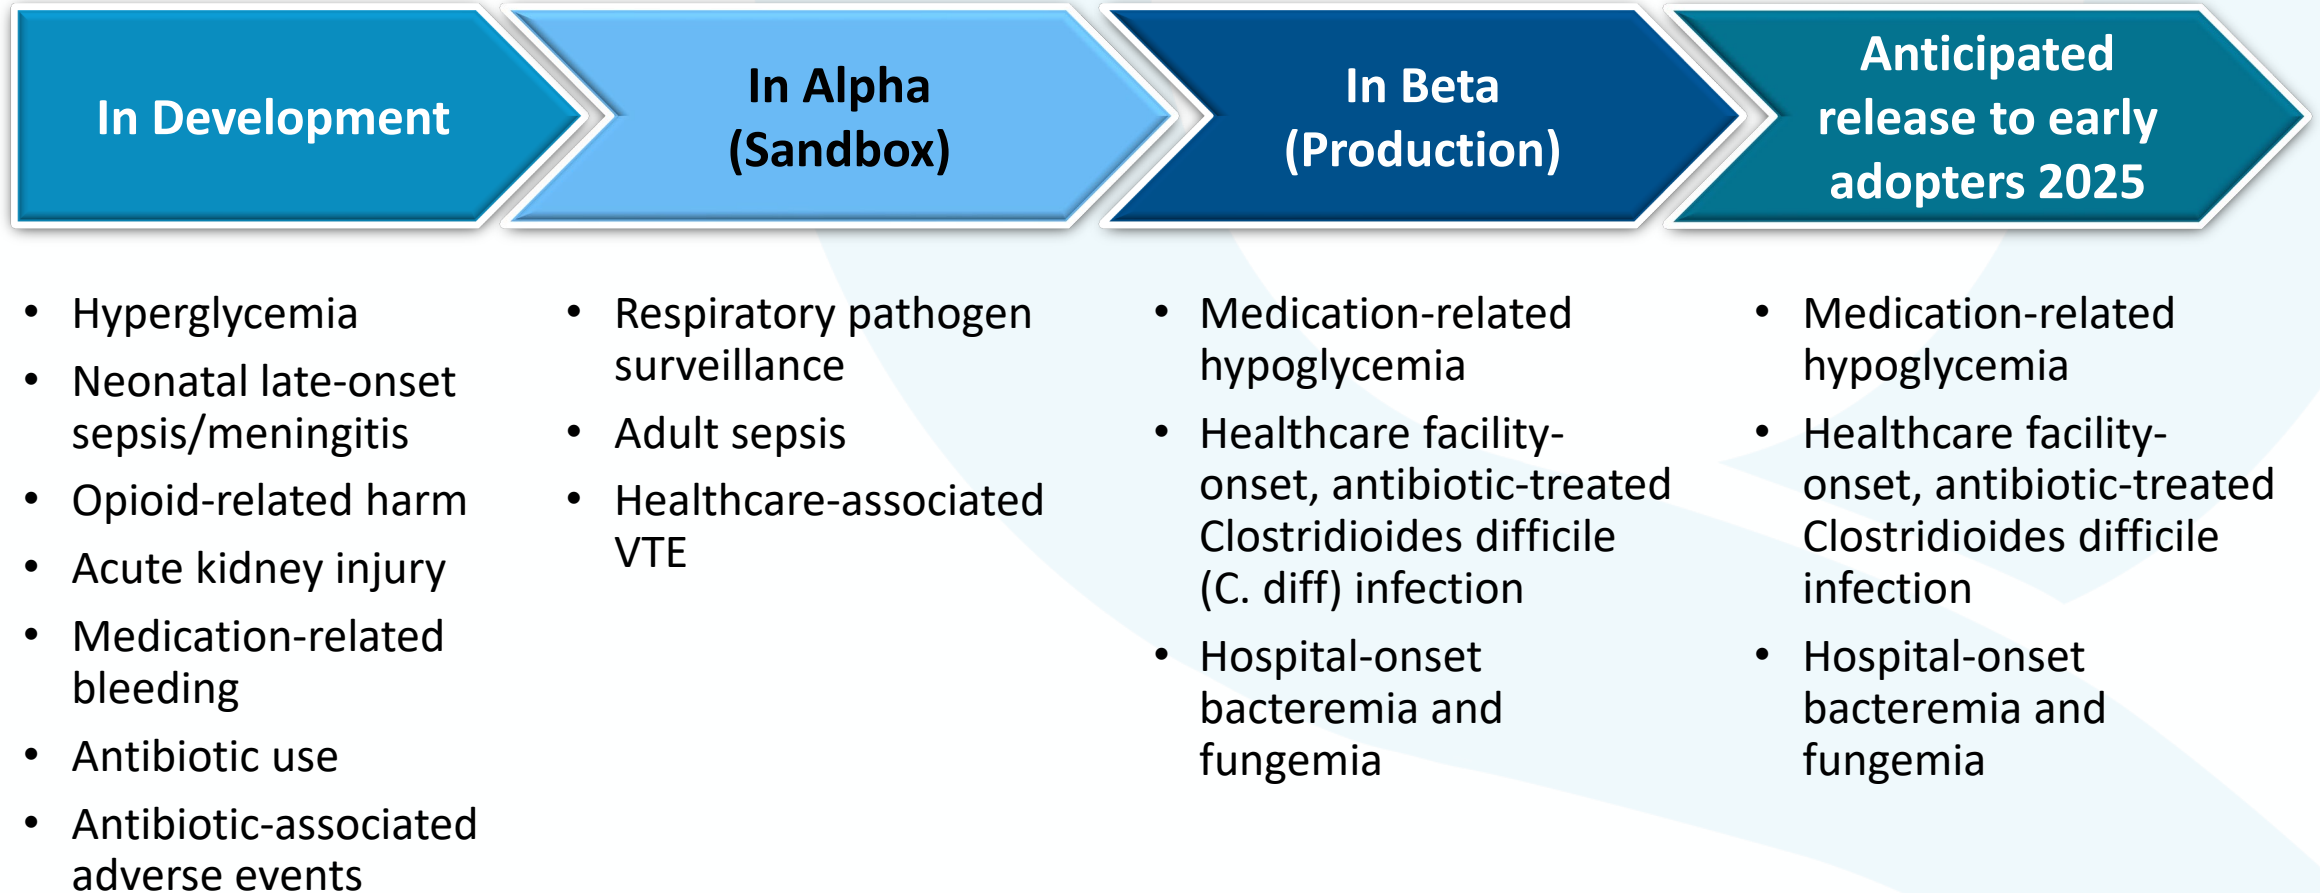 In Development
In Alpha
(Sandbox)
In Beta
(Production)
Anticipated
release to early
adopters 2025
• Hyperglycemia
• Neonatal late-onset
sepsis/meningitis
• Opioid-related harm
• Acute kidney injury
• Medication-related
bleeding
• Antibiotic use
• Antibiotic-associated
adverse events
• Respiratory pathogen
surveillance
• Adult sepsis
• Healthcare-associated
VTE
• Medication-related
hypoglycemia
• Healthcare facility-
onset, antibiotic-treated
Clostridioides difficile
(C. diff) infection
• Hospital-onset
bacteremia and
fungemia
• Medication-related
hypoglycemia
• Healthcare facility-
onset, antibiotic-treated
Clostridioides difficile
infection
• Hospital-onset
bacteremia and
fungemia